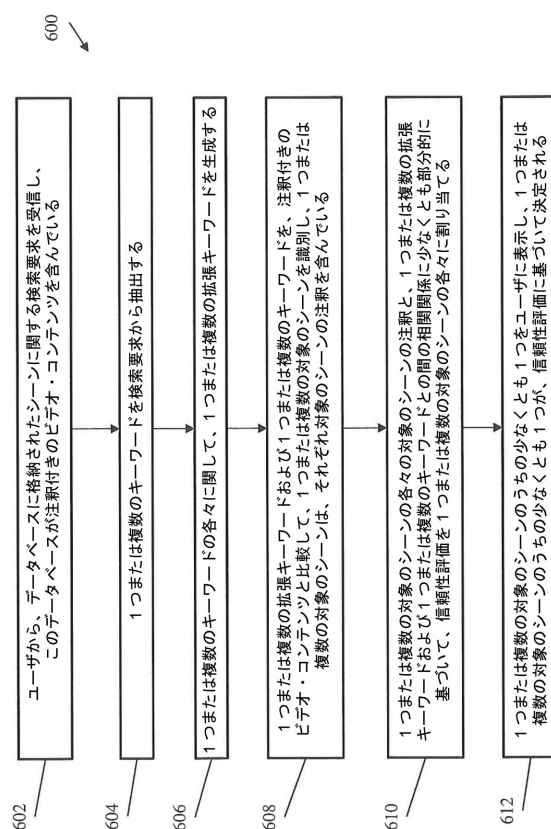 600
602
ユーザから、データベースに格納されたシーンに関する検索要求を受信し、
このデータベースが注釈付きのビデオ・コンテンツを含んでいる
604
１つまたは複数のキーワードを検索要求から抽出する
606
１つまたは複数のキーワードの各々に関して、１つまたは複数の拡張キーワードを生成する
608
１つまたは複数の拡張キーワードおよび１つまたは複数のキーワードを、注釈付きの
ビデオ・コンテンツと比較して、１つまたは複数の対象のシーンを識別し、１つまたは
複数の対象のシーンは、それぞれ対象のシーンの注釈を含んでいる
610
１つまたは複数の対象のシーンの各々の対象のシーンの注釈と、１つまたは複数の拡張
キーワードおよび１つまたは複数のキーワードとの間の相関関係に少なくとも部分的に
基づいて、信頼性評価を１つまたは複数の対象のシーンの各々に割り当てる
612
１つまたは複数の対象のシーンのうちの少なくとも１つをユーザに表示し、１つまたは
複数の対象のシーンのうちの少なくとも１つが、信頼性評価に基づいて決定される